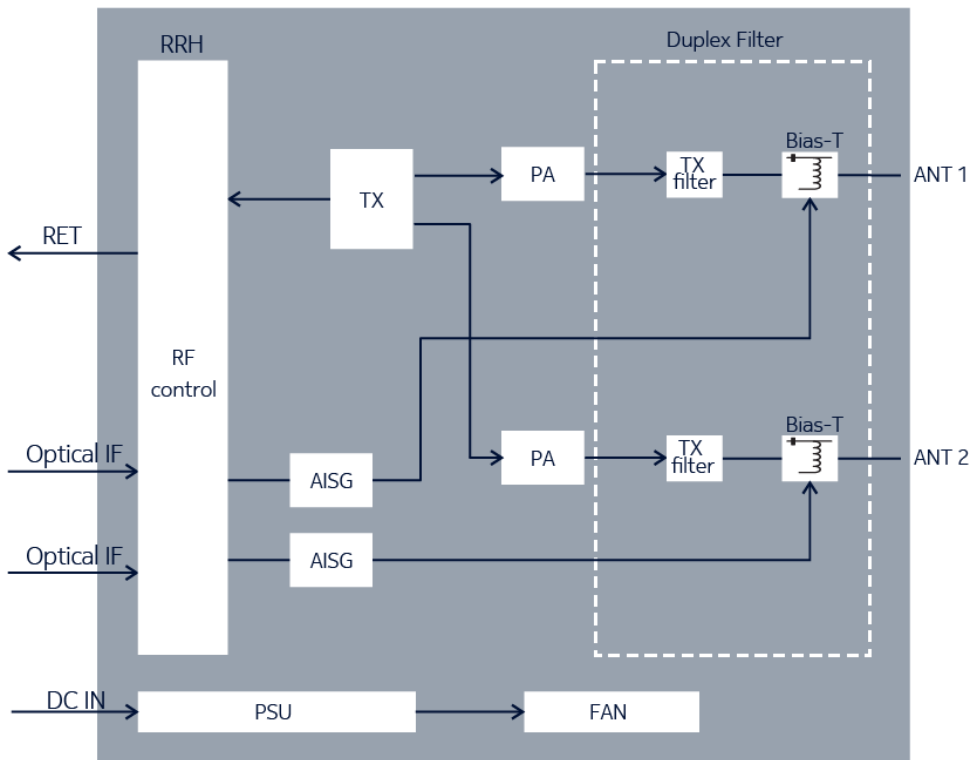 RRH
Duplex Filter
Bias-T
TX
PA
TX
filter
ANT 1
RET
RF
control
Bias-T
Optical IF
PA
TX
filter
ANT 2
AISG
Optical IF
AISG
DC IN
PSU
FAN